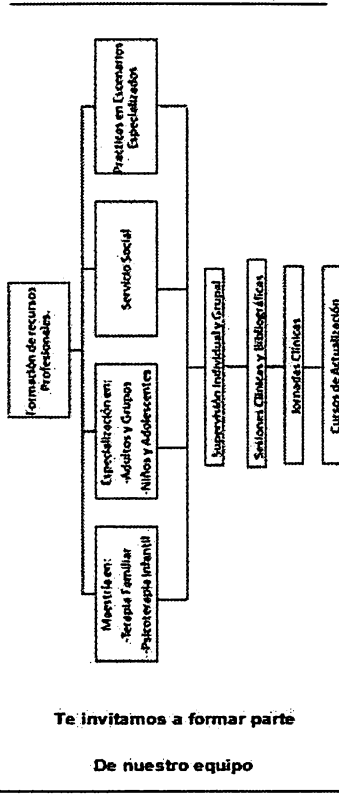 Formación de recursos
Profesionales.
Maestría en:
-Terapia Familiar
-Psicoterapia Infantil
Especialización en:
-Adultos y Grupos
-Niños y Adolescentes
Servicio Social
Practicas en Escenarios
Especializados
Supervisión Individual y Grupal
Sesiones Clínicas y Bibliográficas
Jornadas Clínicas
Cursos de Actualización
Te invitamos a formar parte
De nuestro equipo